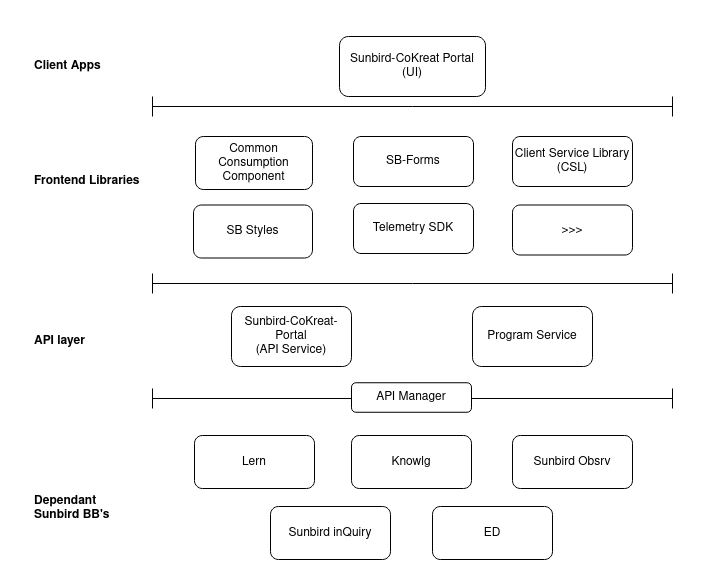 Client Apps
Sunbird-CoKreat Portal
(UI)
Frontend Libraries
Common
Consumption
Component
SB-Forms
Client Service Library
(CSL)
SB Styles
Telemetry SDK
>>>
API layer
Sunbird-CoKreat-
Portal
(API Service)
Program Service
API Manager
Dependant
Sunbird BB's
Lern
Knowlg
Sunbird Obsrv
Sunbird inQuiry
ED